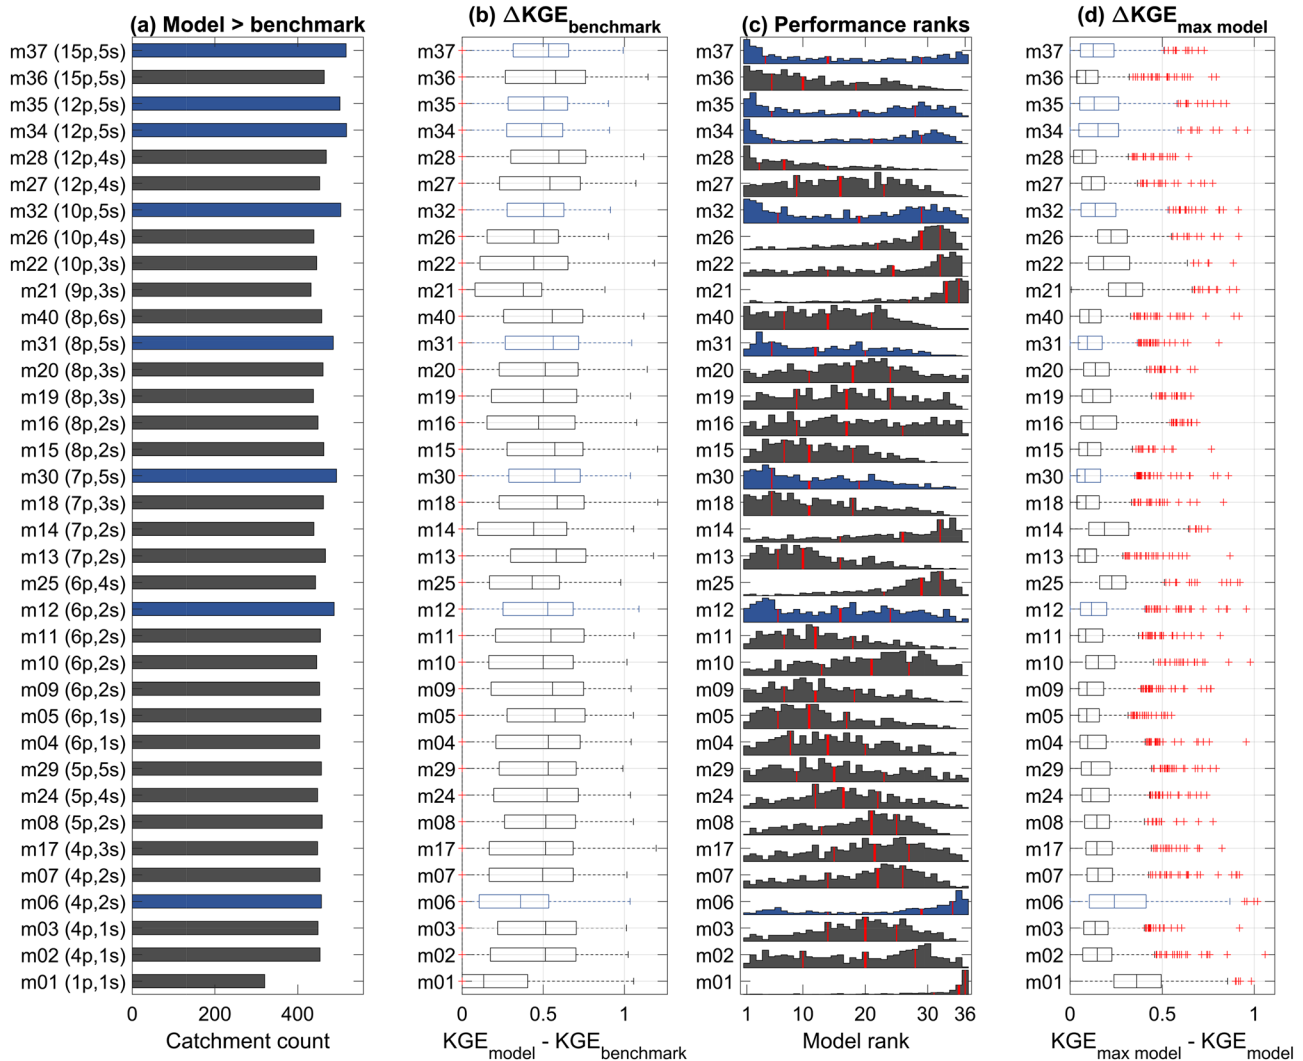 (a) Model > benchmark
(b) ΔKGE benchmark
(c) Performance ranks
(d) ΔKGE max model
m37 (15p,5s) m37 m37 m37
m36 (15p,5s) m36 m36 m36
m35 (12p,5s) m35 m35 m35
m34 (12p,5s) m34 m34 m34
m28 (12p,4s) m28 m28 m28
m27 (12p,4s) m27 m27 m27
m32 (10p,5s) m32 m32 m32
m26 (10p,4s) m26 m26 m26
m22 (10p,3s) m22 m22 m22
m21 (9p,3s) m21 m21 m21
m40 (8p,6s) m40 m40 m40
m31 (8p,5s) m31 m31 m31
m20 (8p,3s) m20 m20 m20
m19 (8p,3s) m19 m19 m19
m16 (8p,2s) m16 m16 m16
m15 (8p,2s) m15 m15 m15
m30 (7p,5s) m30 m30 m30
m18 (7p,3s) m18 m18 m18
m14 (7p,2s) m14 m14 m14
m13 (7p,2s) m13 m13 m13
m25 (6p,4s) m25 m25 m25
m12 (6p,2s) m12 m12 m12
m11 (6p,2s) m11 m11 m11
m10 (6p,2s) m10 m10 m10
m09 (6p,2s) m09 m09 m09
m05 (6p,1s) m05 m05 m05
m04 (6p,1s) m04 m04 m04
m29 (5p,5s) m29 m29 m29
m24 (5p,4s) m24 m24 m24
m08 (5p,2s) m08 m08 m08
m17 (4p,3s) m17 m17 m17
m07 (4p,2s) m07 m07 m07
m06 (4p,2s) m06 m06 m06
m03 (4p,1s) m03 m03 m03
m02 (4p,1s) m02 m02 m02
m01 (1p,1s) m01 m01 m01
0 200 400 0 0.5 1 1 10 20 30 36 0 0.5 1
Catchment count
KGE model - KGE benchmark
Model rank
KGE max model - KGE model